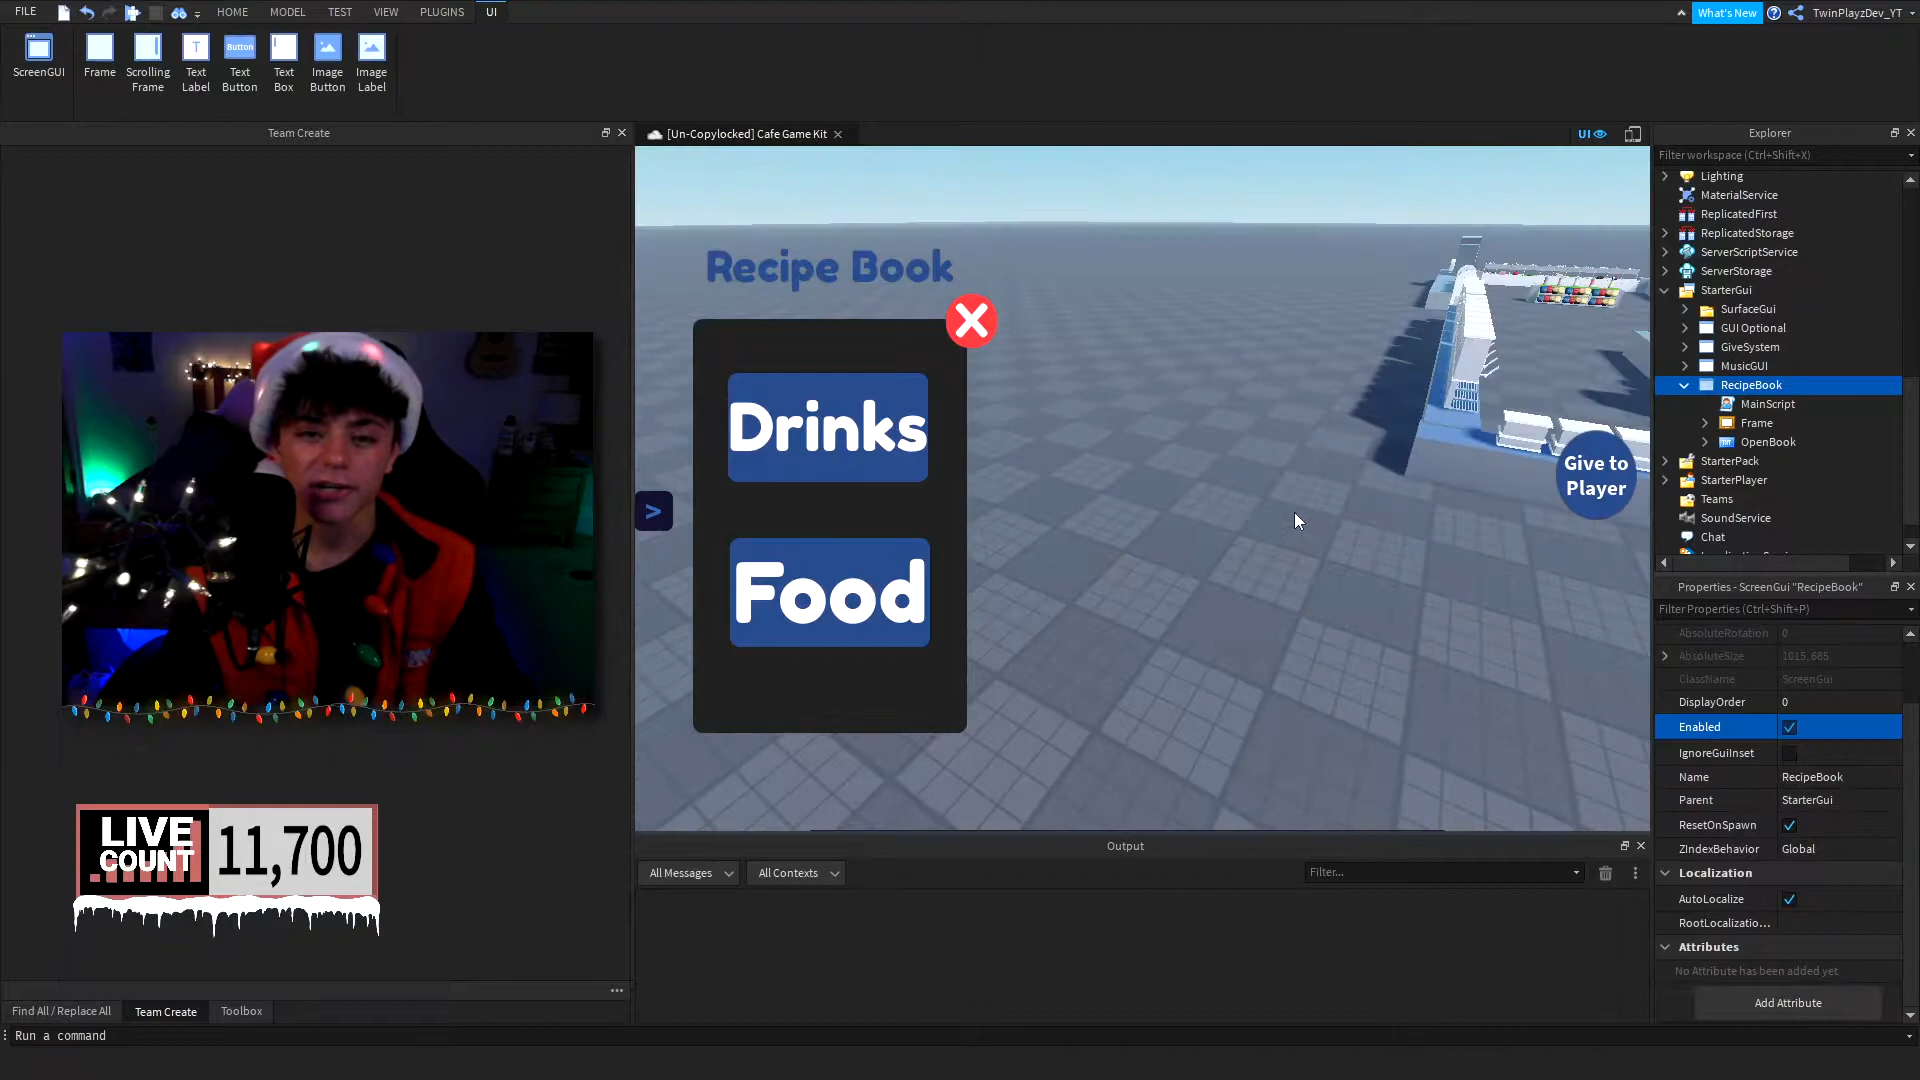 FILE
HOME
MODEL
TEST
VIEW
PLUGINS
UI
What's New
TwinPlayzDev_YT
ScreenGUI
Frame
Scrolling
Frame
T
Text
Label
Button
Text
Button
Text
Box
Image
Button
Image
Label
Team Create
[Un-Copylocked] Cafe Game Kit
UI
Explorer
Filter workspace (Ctrl+Shift+X)
Lighting
MaterialService
ReplicatedFirst
ReplicatedStorage
ServerScriptService
ServerStorage
StarterGui
SurfaceGui
GUI Optional
GiveSystem
MusicGUI
RecipeBook
MainScript
Frame
OpenBook
StarterPack
StarterPlayer
Teams
SoundService
Chat
Recipe Book
Drinks
Food
>
Give to
Player
Properties - ScreenGui "RecipeBook"
Filter Properties (Ctrl+Shift+P)
AbsoluteRotation 0
AbsoluteSize 1015, 685
ClassName ScreenGui
DisplayOrder 0
Enabled
IgnoreGuiInset
Name RecipeBook
Parent StarterGui
ResetOnSpawn
ZIndexBehavior Global
Localization
AutoLocalize
RootLocalizatio...
Attributes
No Attribute has been added yet
Add Attribute
LIVE
COUNT
11,700
Output
All Messages
All Contexts
Filter...
Find All / Replace All
Team Create
Toolbox
Run a command